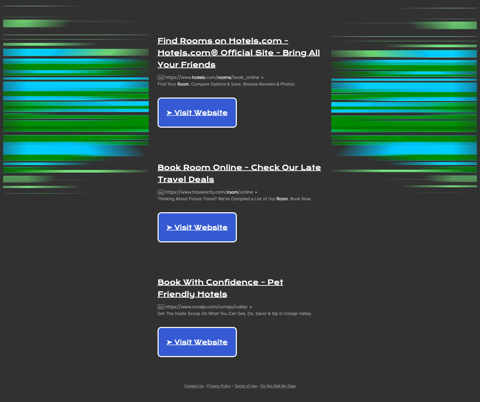 Find Rooms on Hotels.com -
Hotels.com® Official Site - Bring All
Your Friends
Ad https://www.hotels.com/rooms/book_online
Find Your Room. Compare Options & Save. Browse Reviews & Photos.
➤ Visit Website
Book Room Online - Check Our Late
Travel Deals
Ad https://www.travelocity.com/room/online
Thinking About Future Travel? We've Compiled a List of Our Room. Book Now.
➤ Visit Website
Book With Confidence - Pet
Friendly Hotels
Ad https://www.conejo.com/conejo/valley
Get The Inside Scoop On What You Can See, Do, Savor & Sip In Conejo Valley.
➤ Visit Website
Contact Us - Privacy Policy - Terms of Use - Do Not Sell My Data